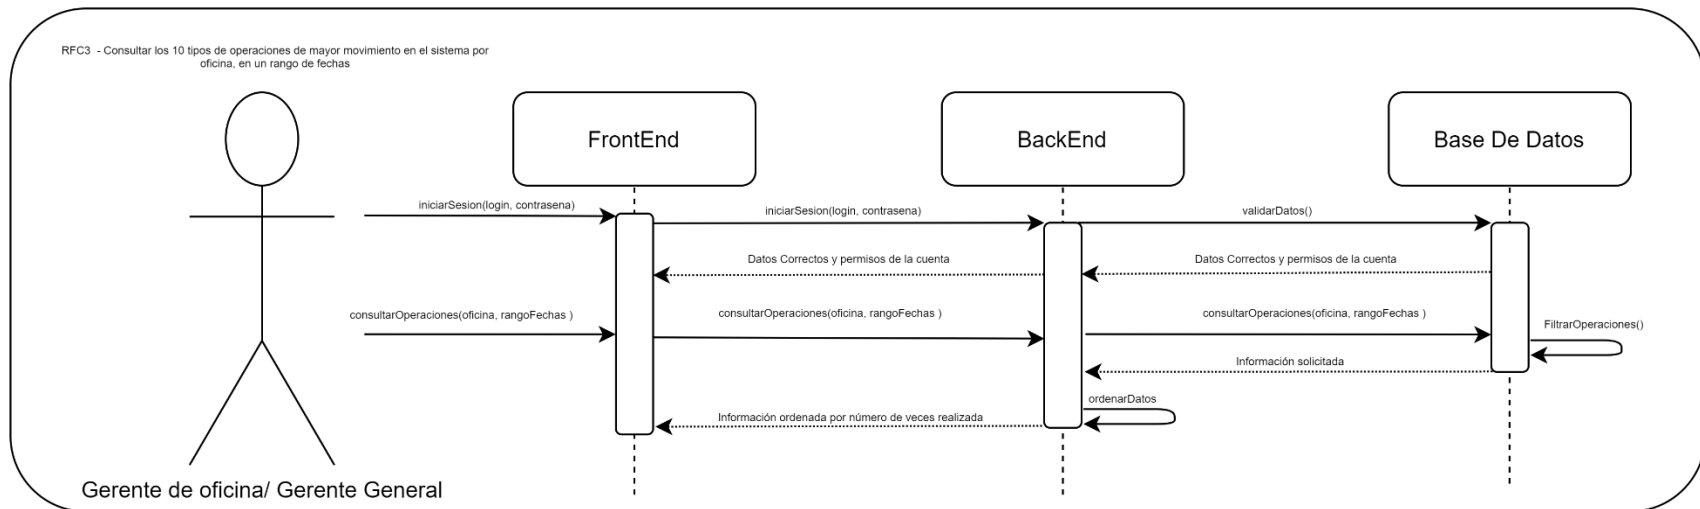 RFC3 - Consultar los 10 tipos de operaciones de mayor movimiento en el sistema por
oficina, en un rango de fechas
FrontEnd
BackEnd
Base De Datos
iniciarSesion(login, contrasena)
iniciarSesion(login, contrasena)
validarDatos()
Datos Correctos y permisos de la cuenta
Datos Correctos y permisos de la cuenta
consultarOperaciones(oficina, rangoFechas )
consultarOperaciones(oficina, rangoFechas )
consultarOperaciones(oficina, rangoFechas )
FiltrarOperaciones()
Información solicitada
ordenarDatos
Información ordenada por número de veces realizada
Gerente de oficina/ Gerente General